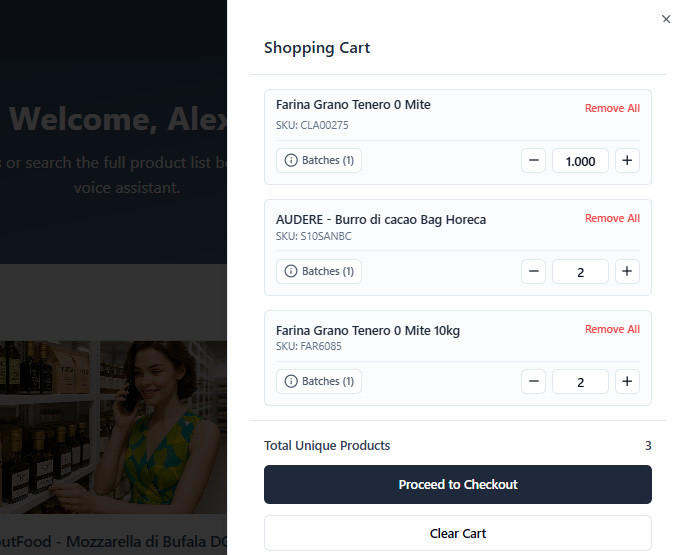 ×
Shopping Cart
Farina Grano Tenero 0 Mite
Remove All
SKU: CLA00275
Batches (1)
− 1.000 +
AUDERE - Burro di cacao Bag Horeca
Remove All
SKU: S10SANBC
Batches (1)
− 2 +
Farina Grano Tenero 0 Mite 10kg
Remove All
SKU: FAR6085
Batches (1)
− 2 +
Total Unique Products 3
Proceed to Checkout
Clear Cart
Welcome, Alex
s or search the full product list be
voice assistant.
outFood - Mozzarella di Bufala DO